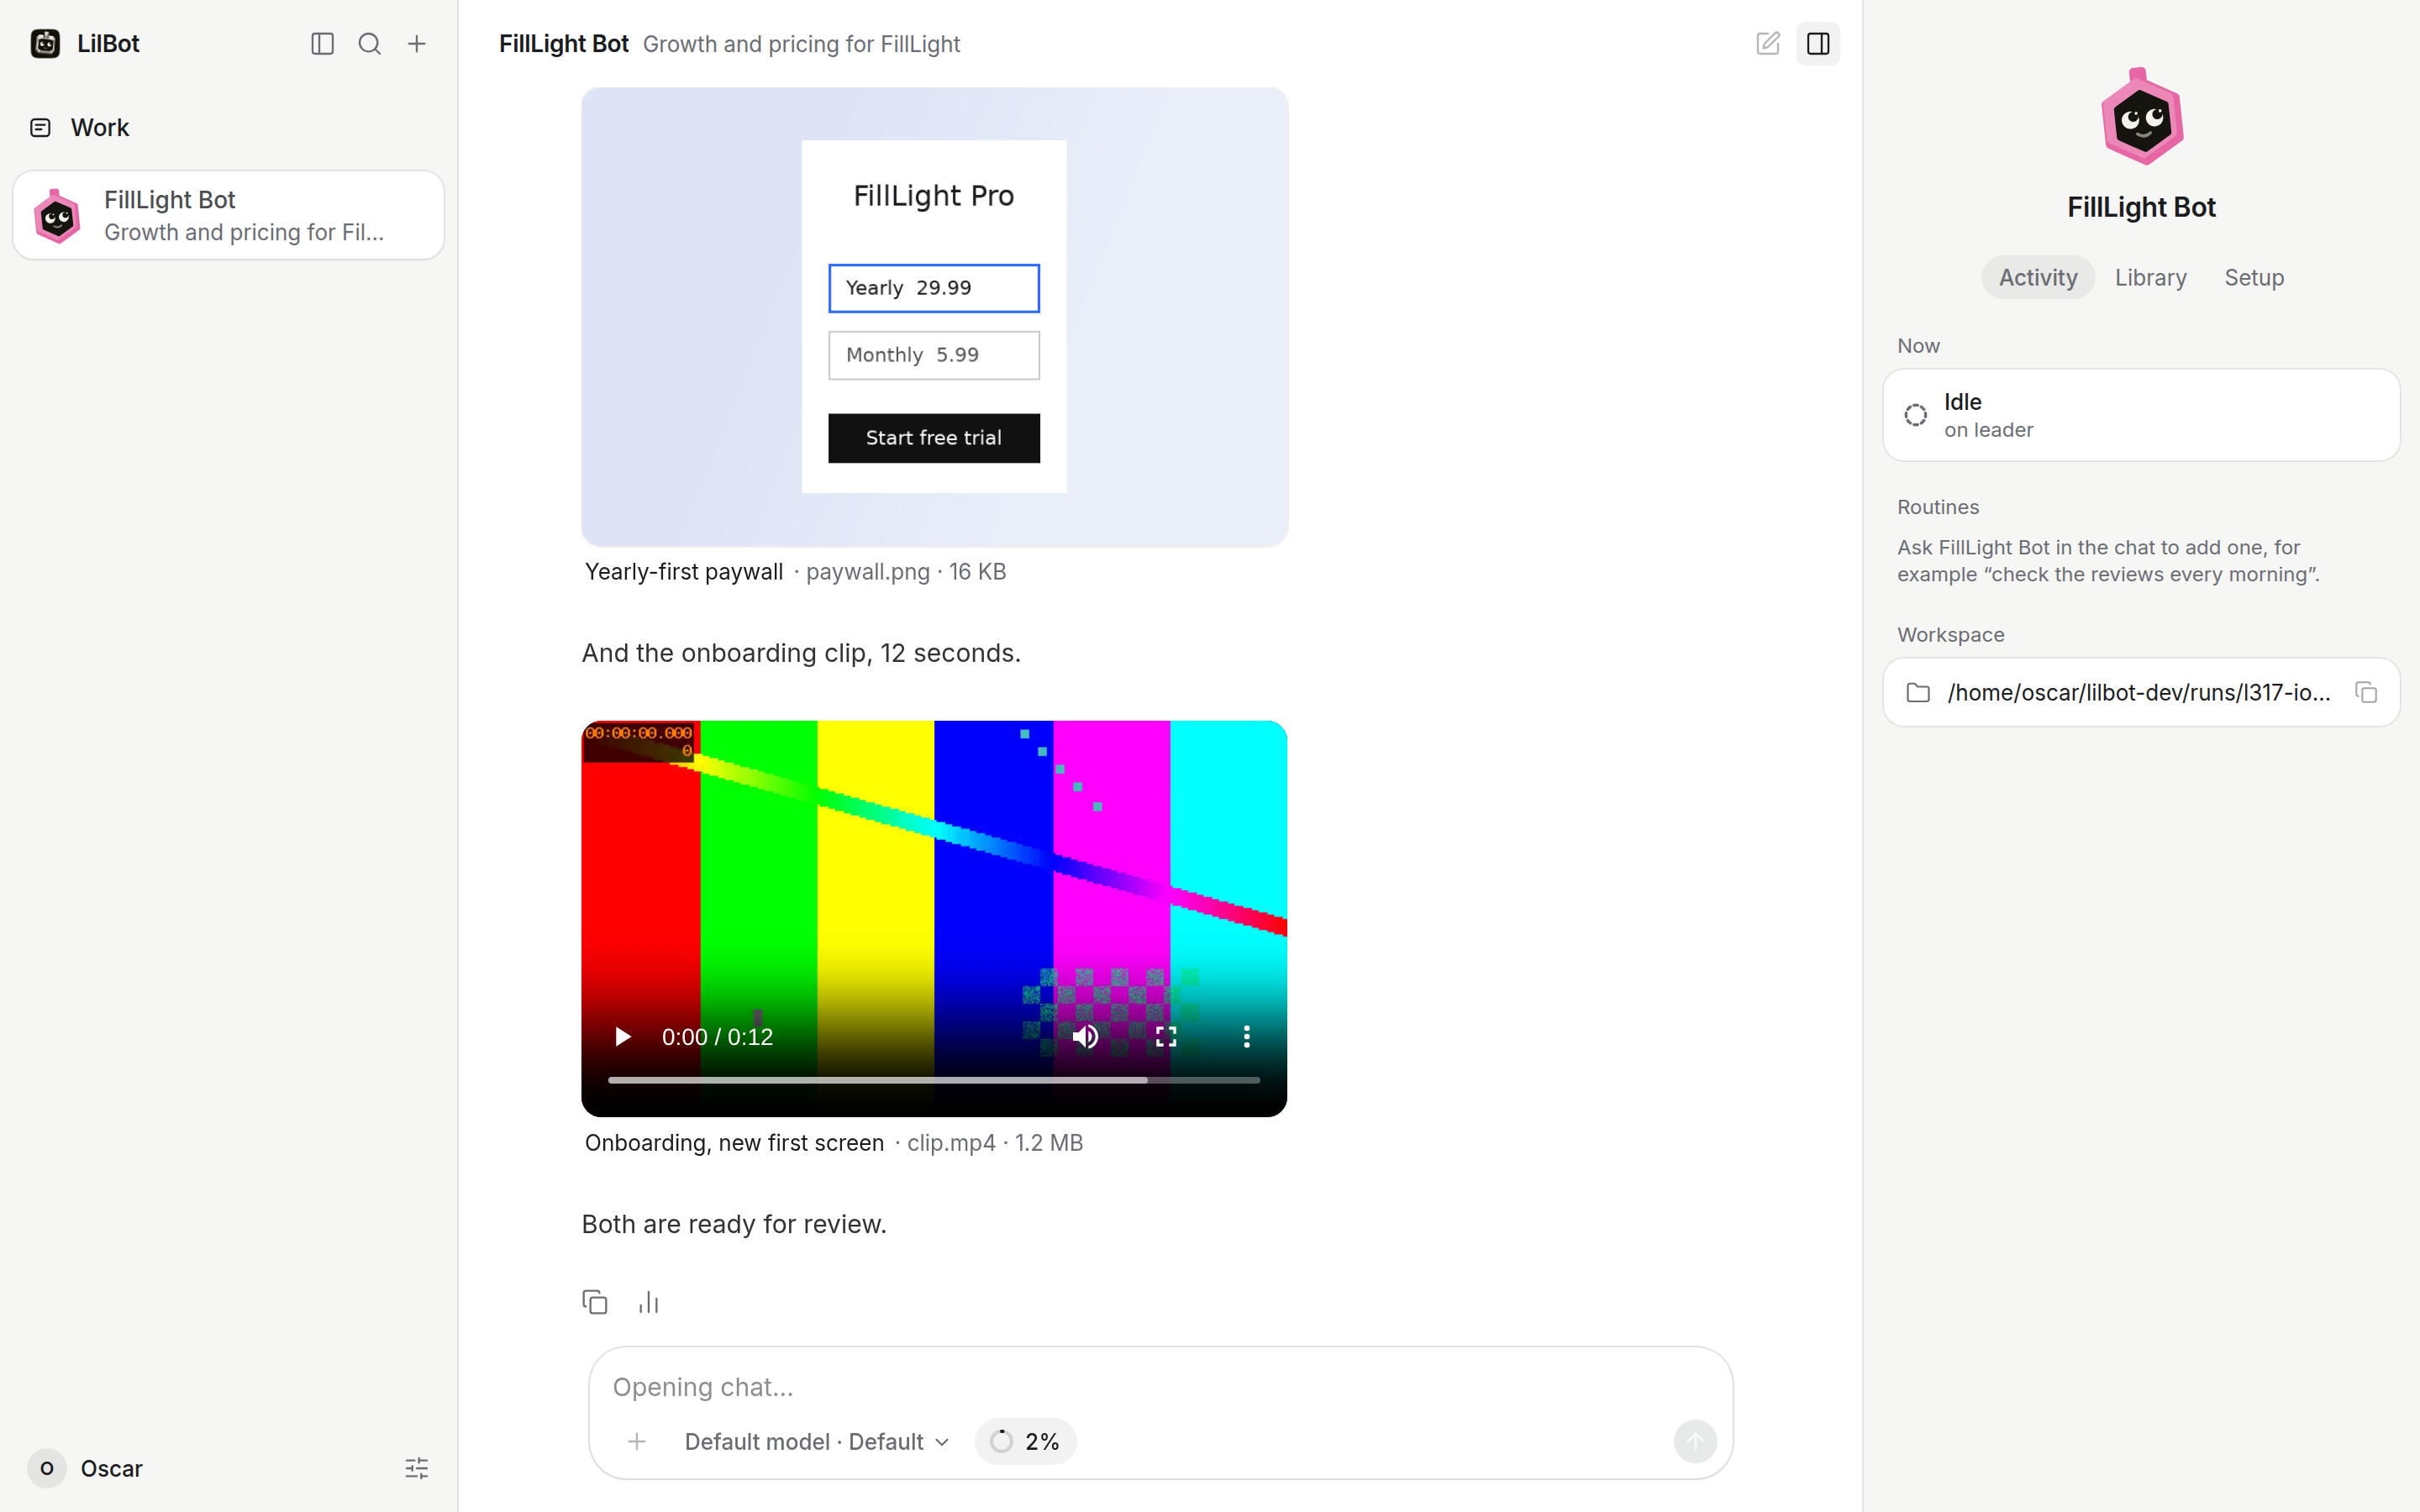 LilBot
Work
FillLight Bot
Growth and pricing for Fil...
Oscar
O
FillLight Bot Growth and pricing for FillLight
FillLight Pro
Yearly 29.99
Monthly 5.99
Start free trial
Yearly-first paywall · paywall.png · 16 KB
And the onboarding clip, 12 seconds.
00:00:00.000
0
0:00 / 0:12
Onboarding, new first screen · clip.mp4 · 1.2 MB
Both are ready for review.
Opening chat...
Default model · Default
2%
FillLight Bot
Activity Library Setup
Now
Idle
on leader
Routines
Ask FillLight Bot in the chat to add one, for
example “check the reviews every morning”.
Workspace
/home/oscar/lilbot-dev/runs/l317-io...